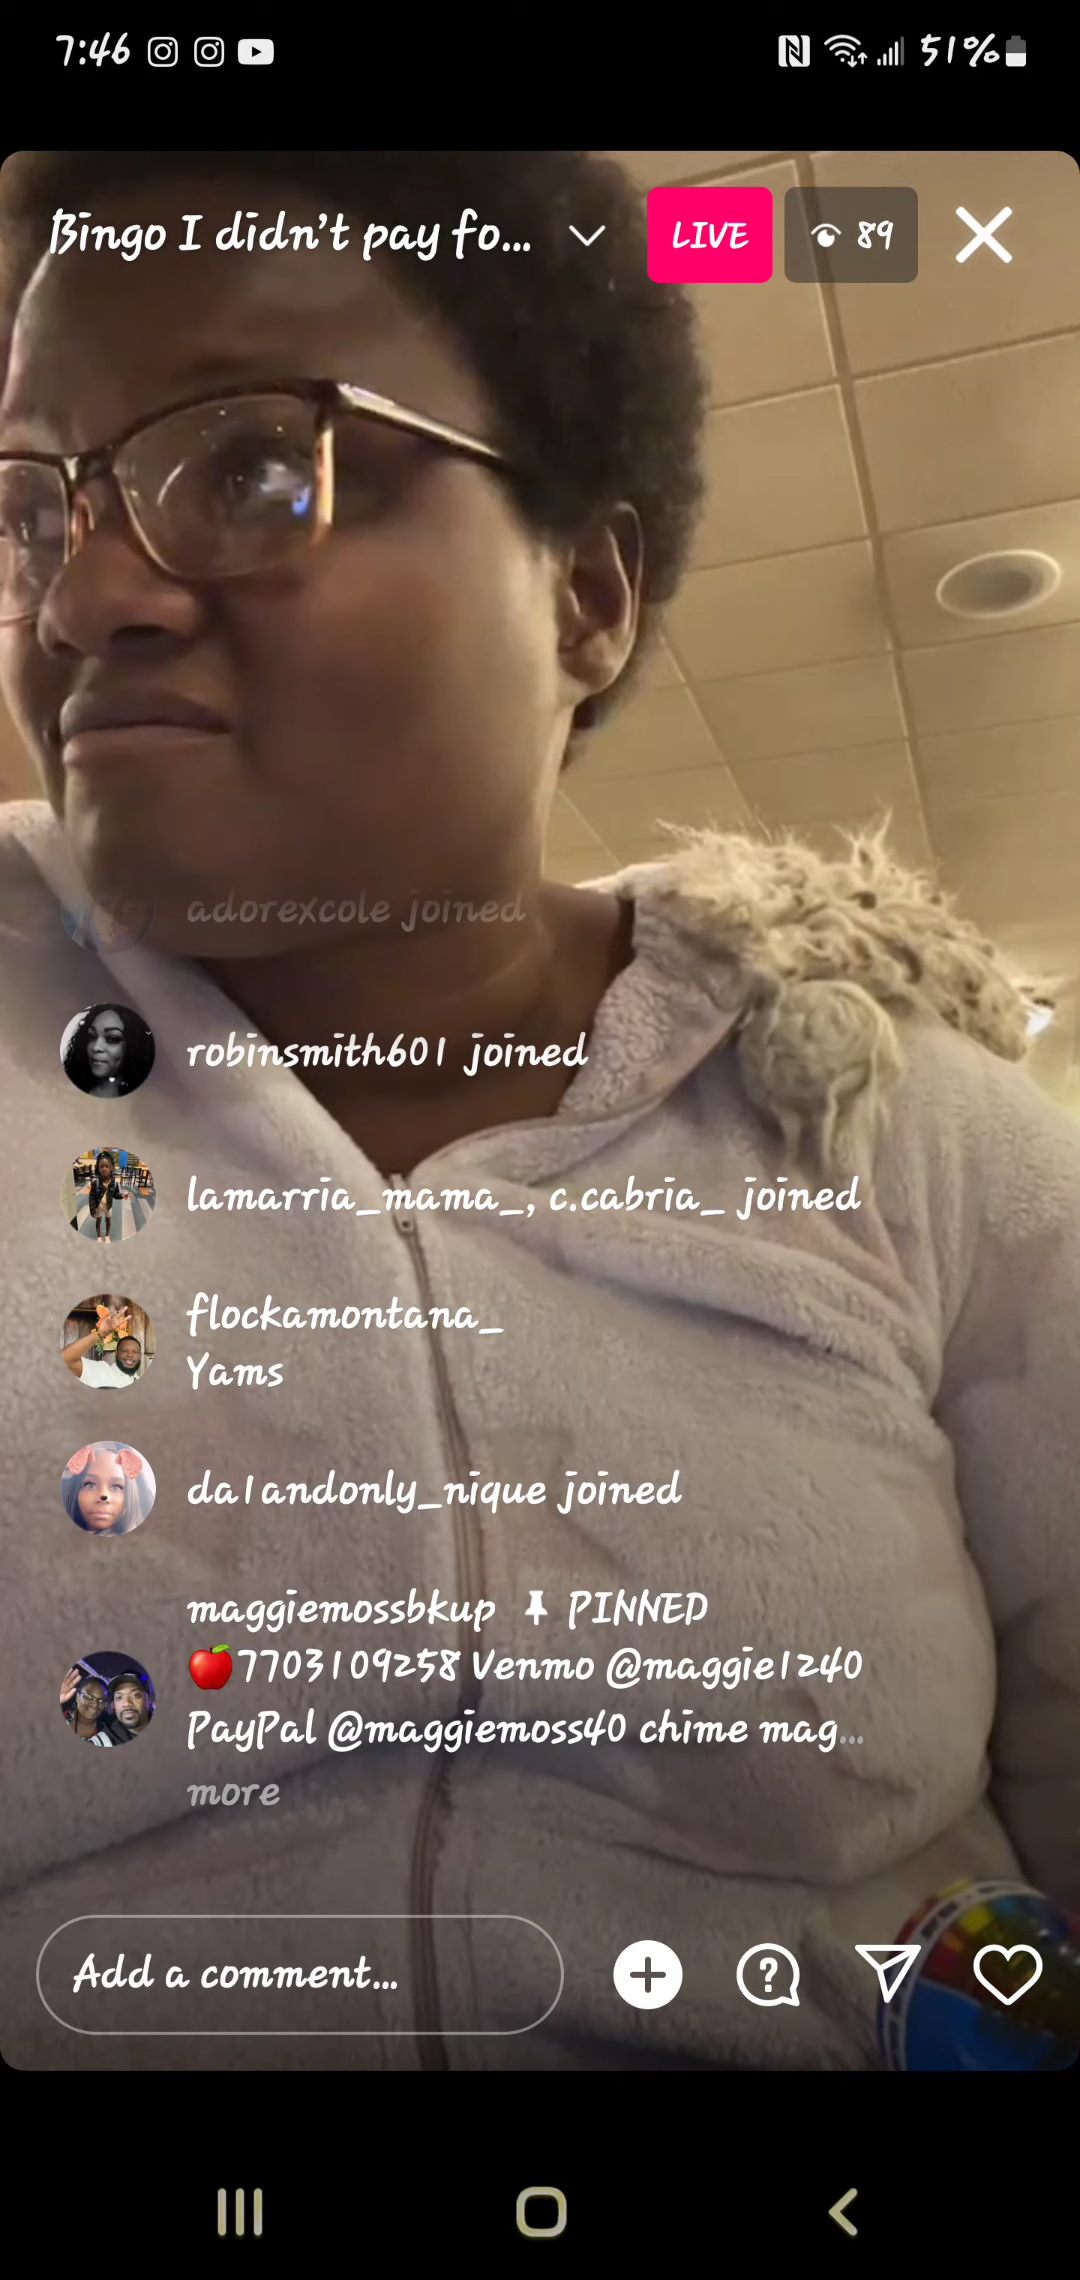 7:46 51%
Bingo I didn't pay fo... LIVE 89
adorexcole joined
robinsmith601 joined
lamarria_mama_, c.cabria_ joined
flockamontana_
Yams
da1andonly_nique joined
maggiemossbkup 📌 PINNED
🍎7703109258 Venmo @maggie1240
PayPal @maggiemoss40 chime mag...
more
Add a comment...